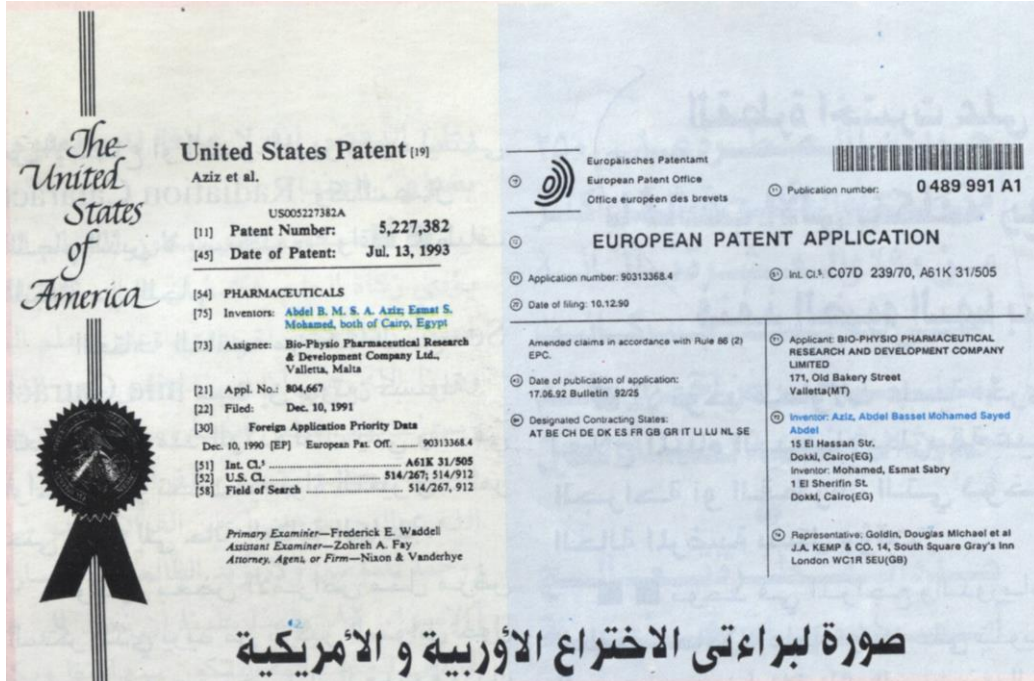 The
United
States
of
America
United States Patent [19]
Aziz et al.
US005227382A
[11] Patent Number: 5,227,382
[45] Date of Patent: Jul. 13, 1993
[54] PHARMACEUTICALS
[75] Inventors: Abdel B. M. S. A. Aziz; Esmat S.
Mohamed, both of Cairo, Egypt
[73] Assignee: Bio-Physio Pharmaceutical Research
& Development Company Ltd.,
Valletta, Malta
[21] Appl. No.: 804,667
[22] Filed: Dec. 10, 1991
[30] Foreign Application Priority Data
Dec. 10, 1990 [EP] European Pat. Off. 90313368.4
[51] Int. Cl.⁵ ........................ A61K 31/505
[52] U.S. Cl. ........................ 514/267; 514/912
[58] Field of Search ........................ 514/267, 912
Primary Examiner—Frederick E. Waddell
Assistant Examiner—Zohreh A. Fay
Attorney, Agent, or Firm—Nixon & Vanderhye
Europäisches Patentamt
European Patent Office
Office européen des brevets
Publication number: 0 489 991 A1
EUROPEAN PATENT APPLICATION
Application number: 90313368.4
Int. Cl.⁵: C07D 239/70, A61K 31/505
Date of filing: 10.12.90
Amended claims in accordance with Rule 86 (2)
EPC.
Date of publication of application:
17.06.92 Bulletin 92/25
Designated Contracting States:
AT BE CH DE DK ES FR GB GR IT LI LU NL SE
Applicant: BIO-PHYSIO PHARMACEUTICAL
RESEARCH AND DEVELOPMENT COMPANY
LIMITED
171, Old Bakery Street
Valletta(MT)
Inventor: Aziz, Abdel Basset Mohamed Sayed
Abdel
15 El Hassan Str.
Dokki, Cairo(EG)
Inventor: Mohamed, Esmat Sabry
1 El Sherifin St.
Dokki, Cairo(EG)
Representative: Goldin, Douglas Michael et al
J.A. KEMP & CO. 14, South Square Gray's Inn
London WC1R 5EU(GB)
صورة لبراءتى الاختراع الأوربية و الأمريكية